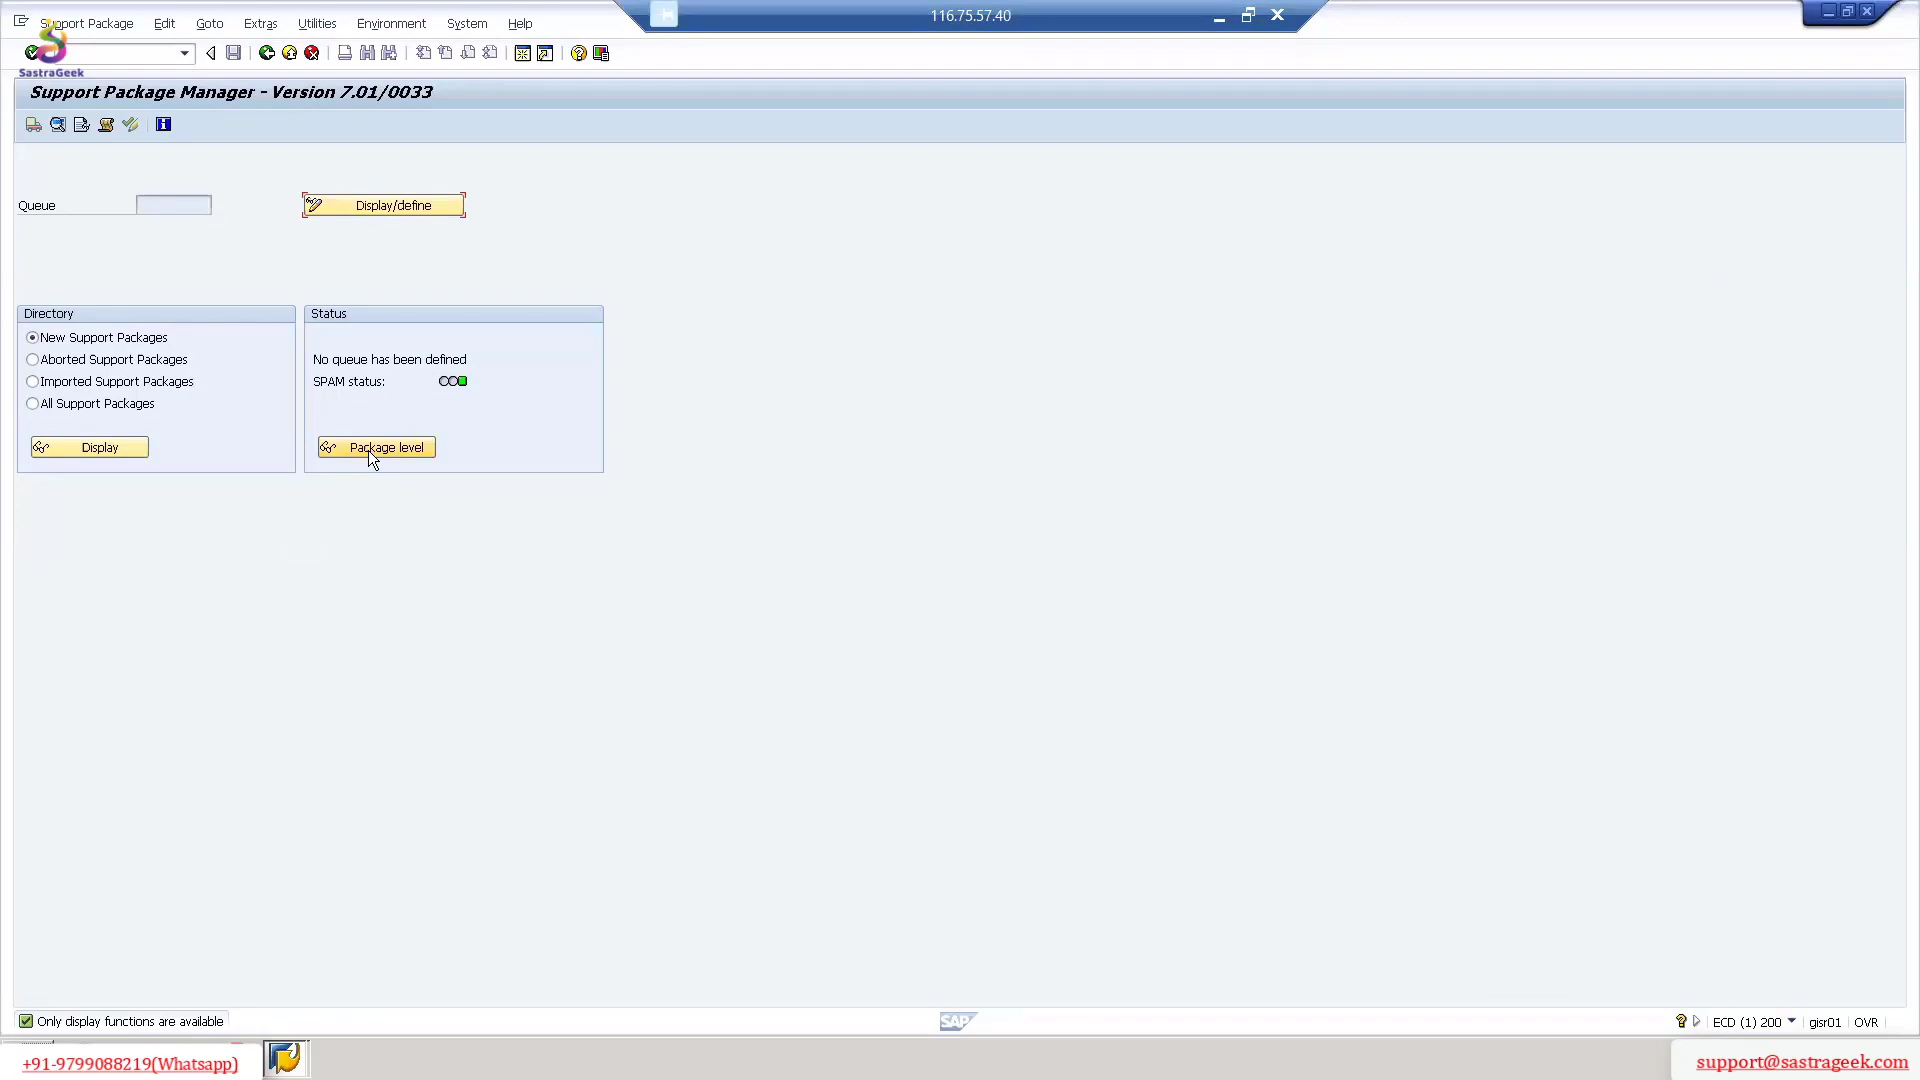 Support Package Edit Goto Extras Utilities Environment System Help
116.75.57.40
SastraGeek
Support Package Manager - Version 7.01/0033
Queue
Display/define
Directory
New Support Packages
Aborted Support Packages
Imported Support Packages
All Support Packages
Display
Status
No queue has been defined
SPAM status:
Package level
Only display functions are available
SAP
ECD (1) 200
gisr01
OVR
+91-9799088219(Whatsapp)
support@sastrageek.com